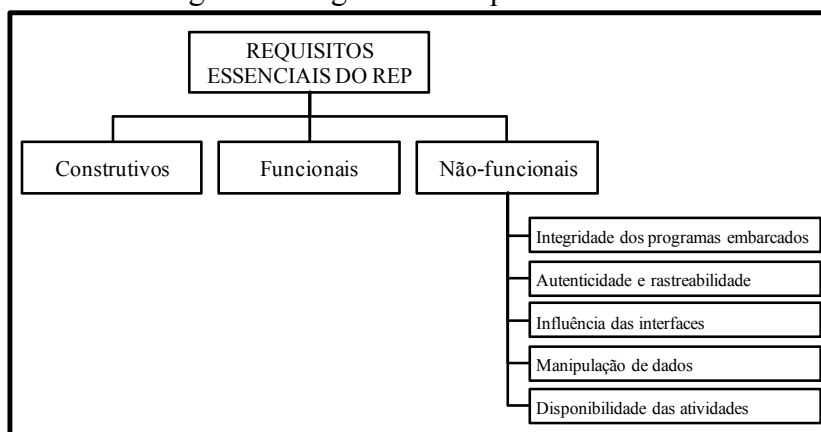 REQUISITOS
ESSENCIAIS DO REP
Construtivos
Funcionais
Não-funcionais
Integridade dos programas embarcados
Autenticidade e rastreabilidade
Influência das interfaces
Manipulação de dados
Disponibilidade das atividades